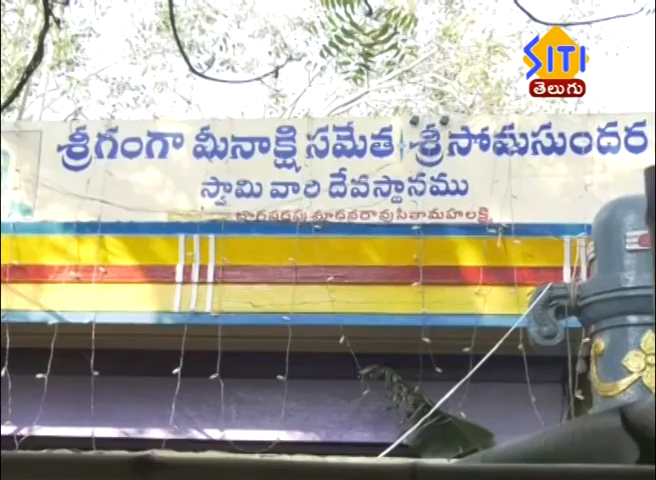 SITI
తెలుగు
శ్రీగంగా మీనాక్షి సమేత శ్రీ సోమసుందర
స్వామి వారి దేవస్థానము